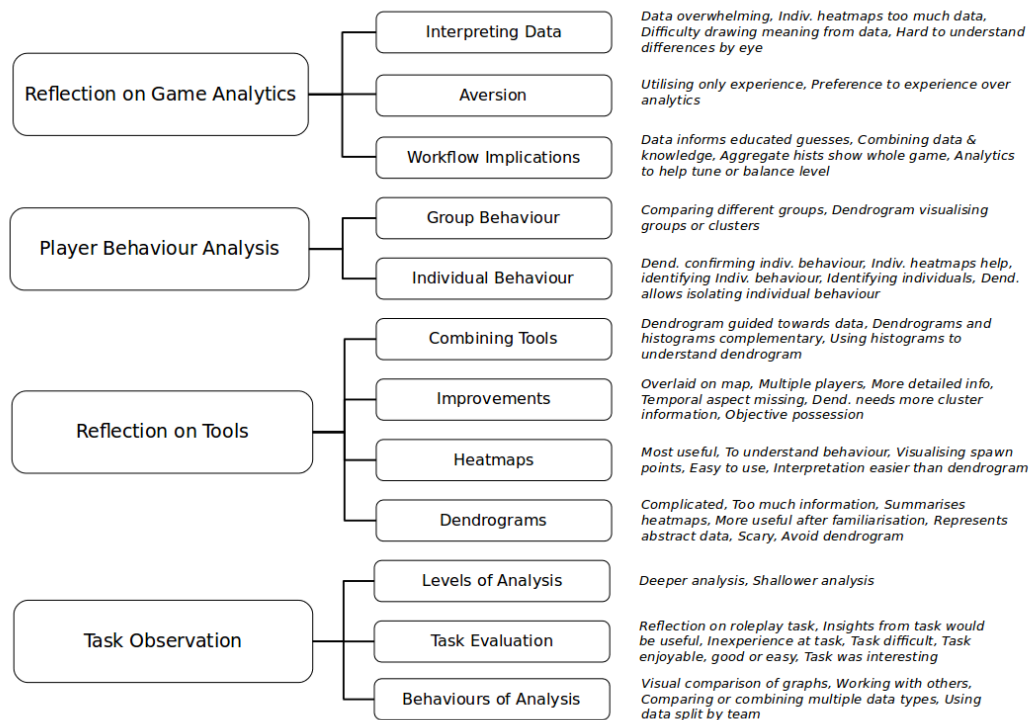 Reflection on Game Analytics
Interpreting Data
Data overwhelming, Indiv. heatmaps too much data,
Difficulty drawing meaning from data, Hard to understand
differences by eye
Aversion
Utilising only experience, Preference to experience over
analytics
Workflow Implications
Data informs educated guesses, Combining data &
knowledge, Aggregate hists show whole game, Analytics
to help tune or balance level
Player Behaviour Analysis
Group Behaviour
Comparing different groups, Dendrogram visualising
groups or clusters
Individual Behaviour
Dend. confirming indiv. behaviour, Indiv. heatmaps help,
identifying Indiv. behaviour, Identifying individuals, Dend.
allows isolating individual behaviour
Reflection on Tools
Combining Tools
Dendrogram guided towards data, Dendrograms and
histograms complementary, Using histograms to
understand dendrogram
Improvements
Overlaid on map, Multiple players, More detailed info,
Temporal aspect missing, Dend. needs more cluster
information, Objective possession
Heatmaps
Most useful, To understand behaviour, Visualising spawn
points, Easy to use, Interpretation easier than dendrogram
Dendrograms
Complicated, Too much information, Summarises
heatmaps, More useful after familiarisation, Represents
abstract data, Scary, Avoid dendrogram
Task Observation
Levels of Analysis
Deeper analysis, Shallower analysis
Task Evaluation
Reflection on roleplay task, Insights from task would
be useful, Inexperience at task, Task difficult, Task
enjoyable, good or easy, Task was interesting
Behaviours of Analysis
Visual comparison of graphs, Working with others,
Comparing or combining multiple data types, Using
data split by team